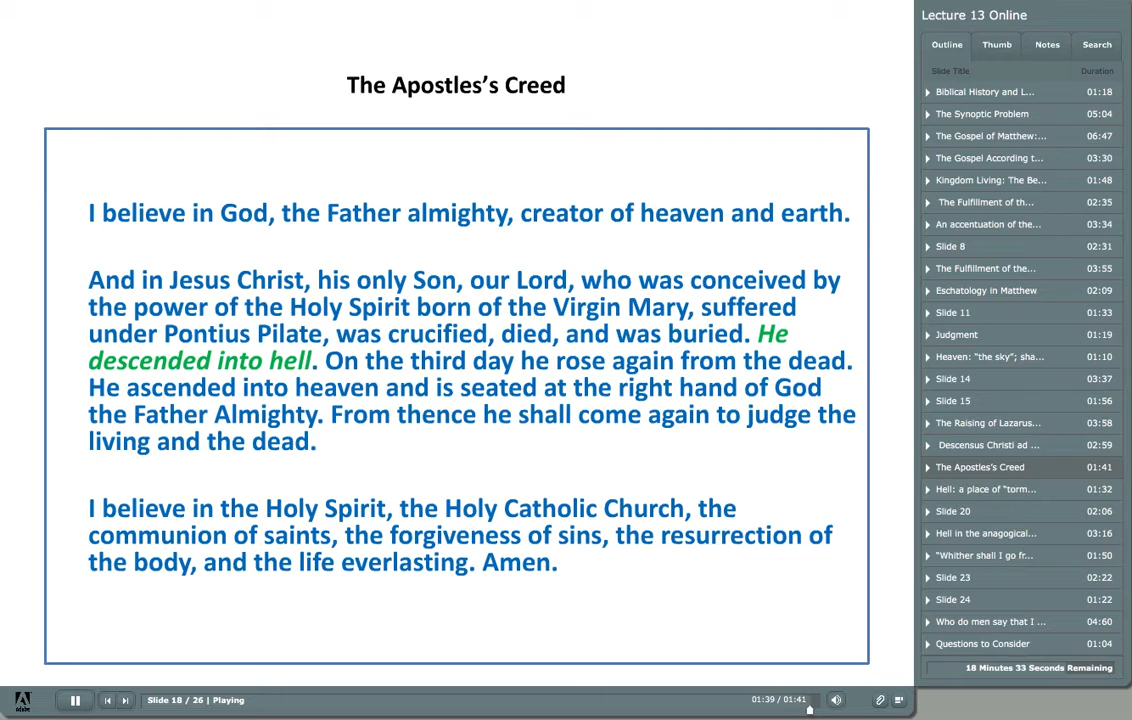 The Apostles’s Creed
I believe in God, the Father almighty, creator of heaven and earth.
And in Jesus Christ, his only Son, our Lord, who was conceived by
the power of the Holy Spirit born of the Virgin Mary, suffered
under Pontius Pilate, was crucified, died, and was buried. He
descended into hell. On the third day he rose again from the dead.
He ascended into heaven and is seated at the right hand of God
the Father Almighty. From thence he shall come again to judge the
living and the dead.
I believe in the Holy Spirit, the Holy Catholic Church, the
communion of saints, the forgiveness of sins, the resurrection of
the body, and the life everlasting. Amen.
Slide 18 / 26 | Playing
01:39 / 01:41
Lecture 13 Online
Outline Thumb Notes Search
Slide Title Duration
Biblical History and L... 01:18
The Synoptic Problem 05:04
The Gospel of Matthew:... 06:47
The Gospel According t... 03:30
Kingdom Living: The Be... 01:48
The Fulfillment of th... 02:35
An accentuation of the... 03:34
Slide 8 02:31
The Fulfillment of the... 03:55
Eschatology in Matthew 02:09
Slide 11 01:33
Judgment 01:19
Heaven: “the sky”; sha... 01:10
Slide 14 03:37
Slide 15 01:56
The Raising of Lazarus... 03:58
Descensus Christi ad ... 02:59
The Apostles’s Creed 01:41
Hell: a place of “torm... 01:32
Slide 20 02:06
Hell in the anagogical... 03:16
“Whither shall I go fr... 01:50
Slide 23 02:22
Slide 24 01:22
Who do men say that I ... 04:60
Questions to Consider 01:04
18 Minutes 33 Seconds Remaining